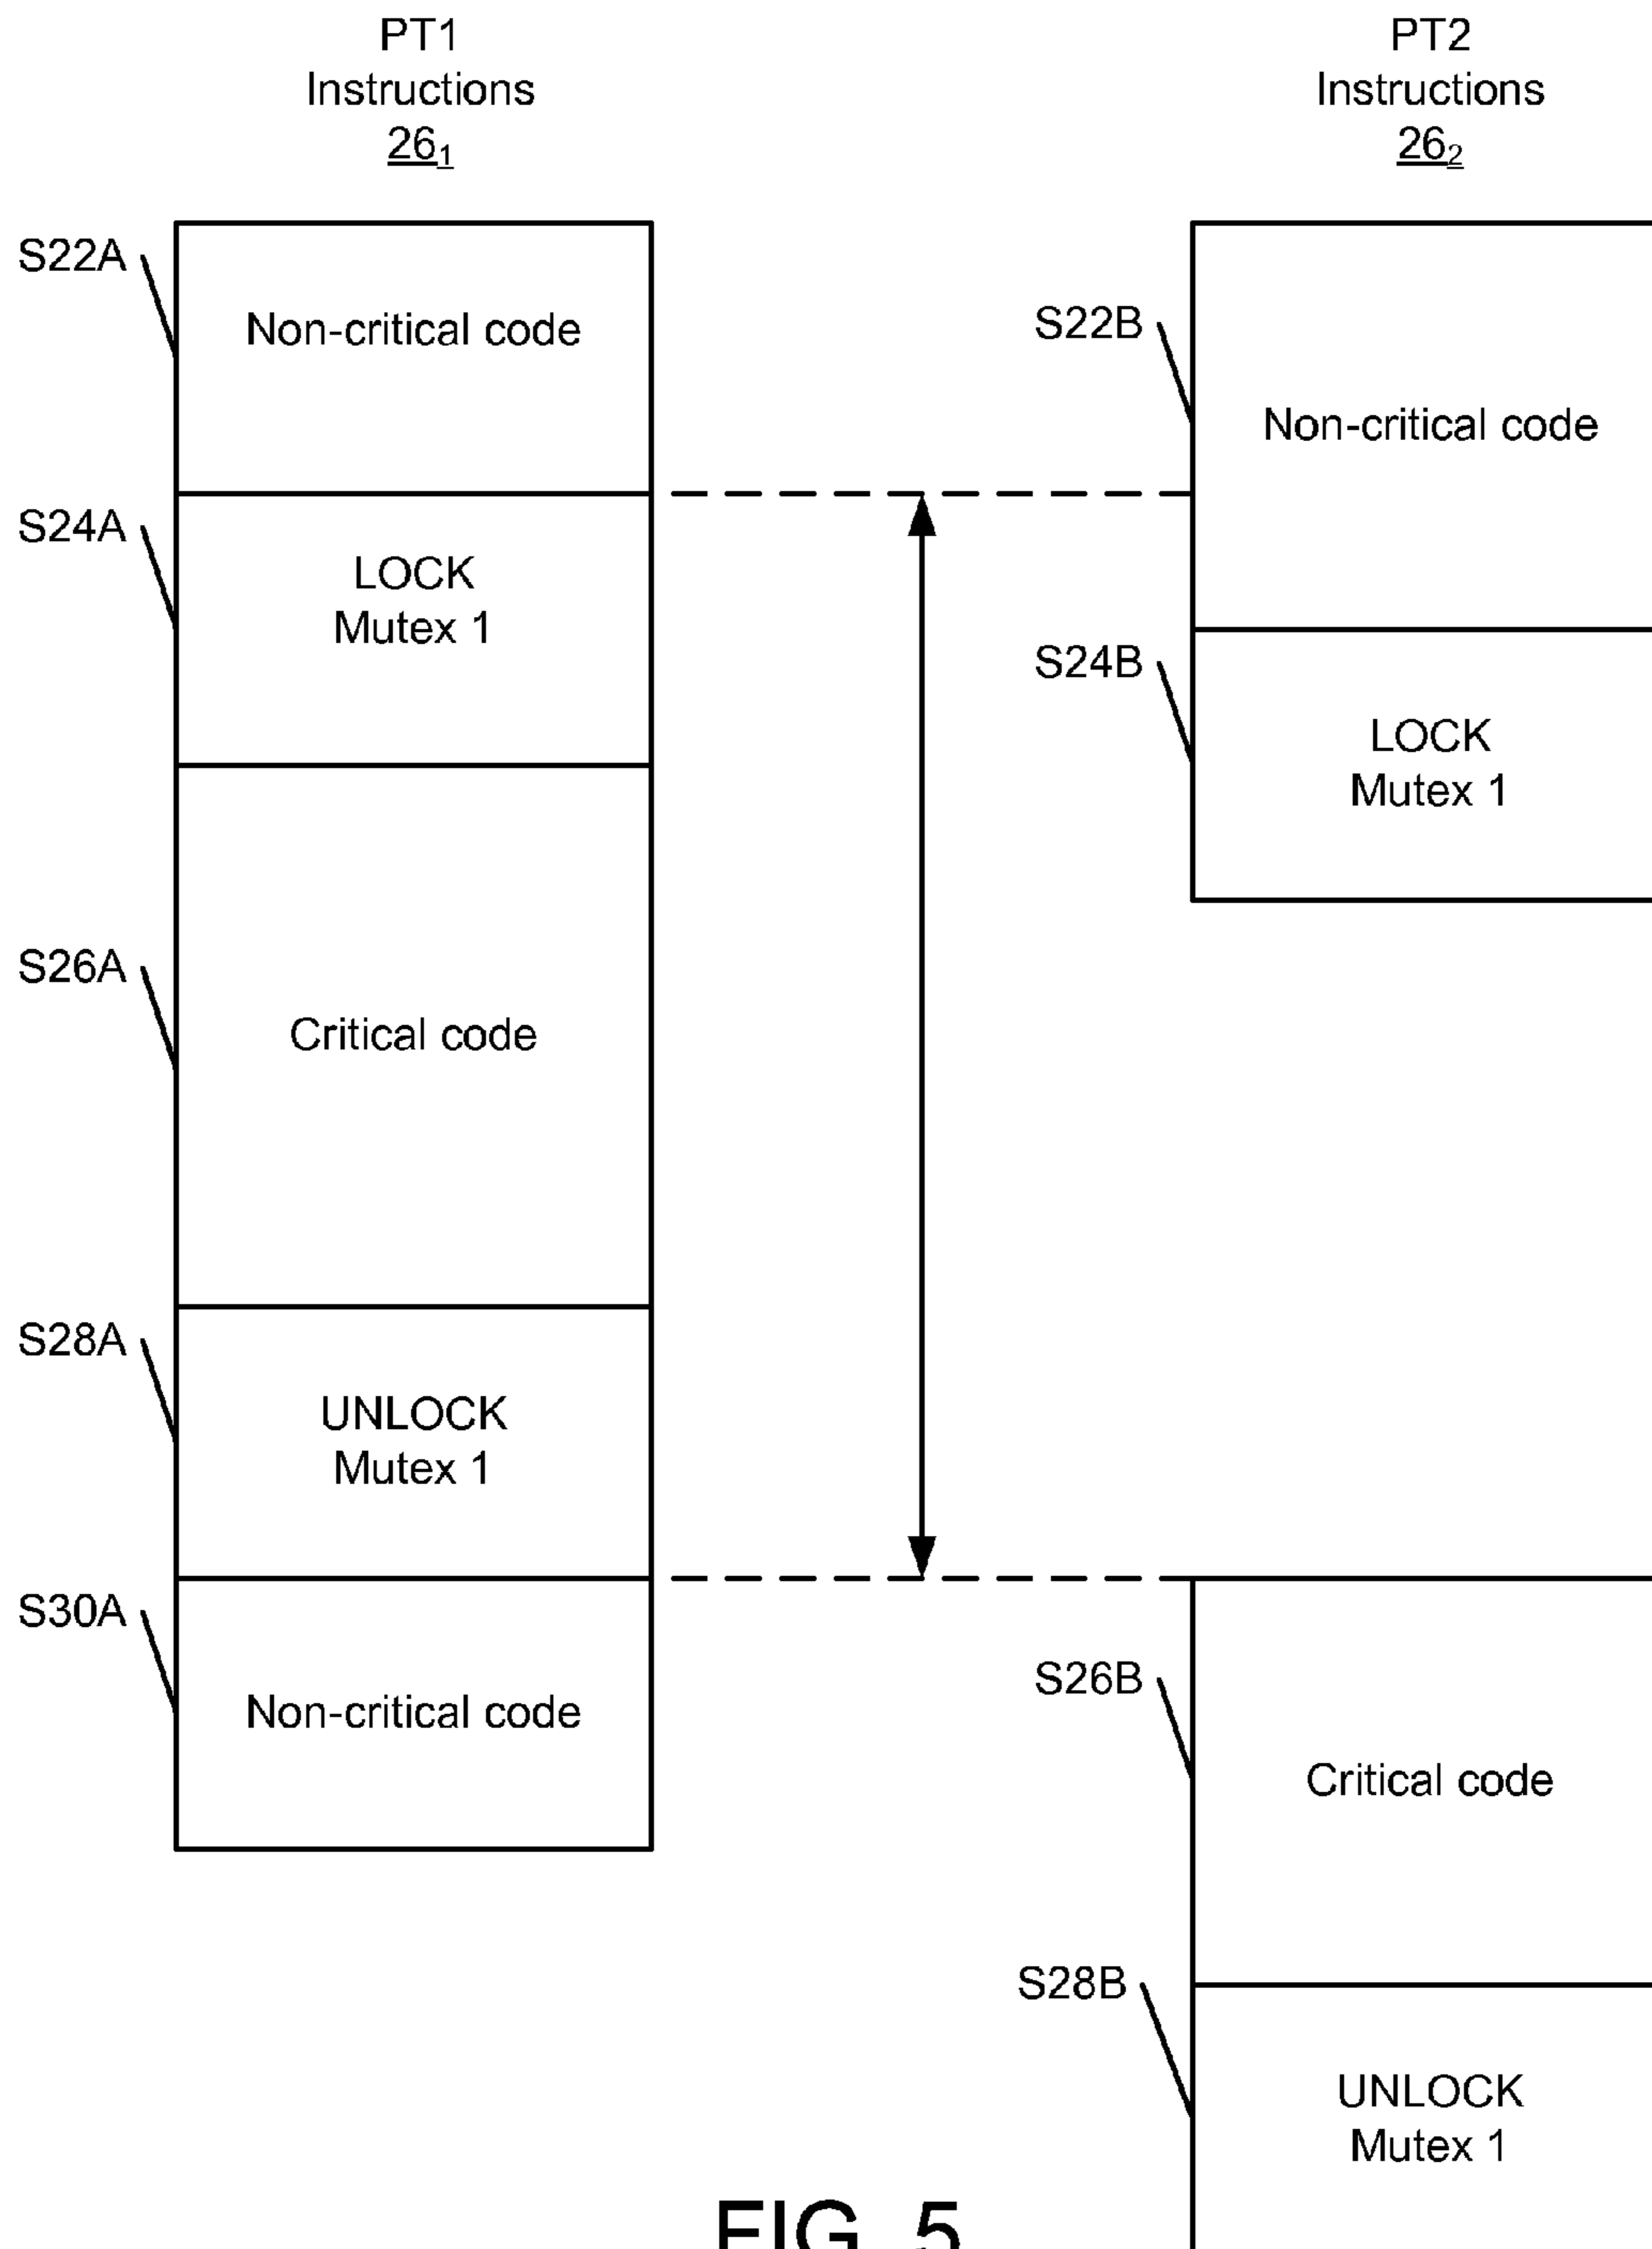 PT1
Instructions
26₁
S22A
Non-critical code
S24A
LOCK
Mutex 1
S26A
Critical code
S28A
UNLOCK
Mutex 1
S30A
Non-critical code
PT2
Instructions
26₂
S22B
Non-critical code
S24B
LOCK
Mutex 1
S26B
Critical code
S28B
UNLOCK
Mutex 1
FIG. 5